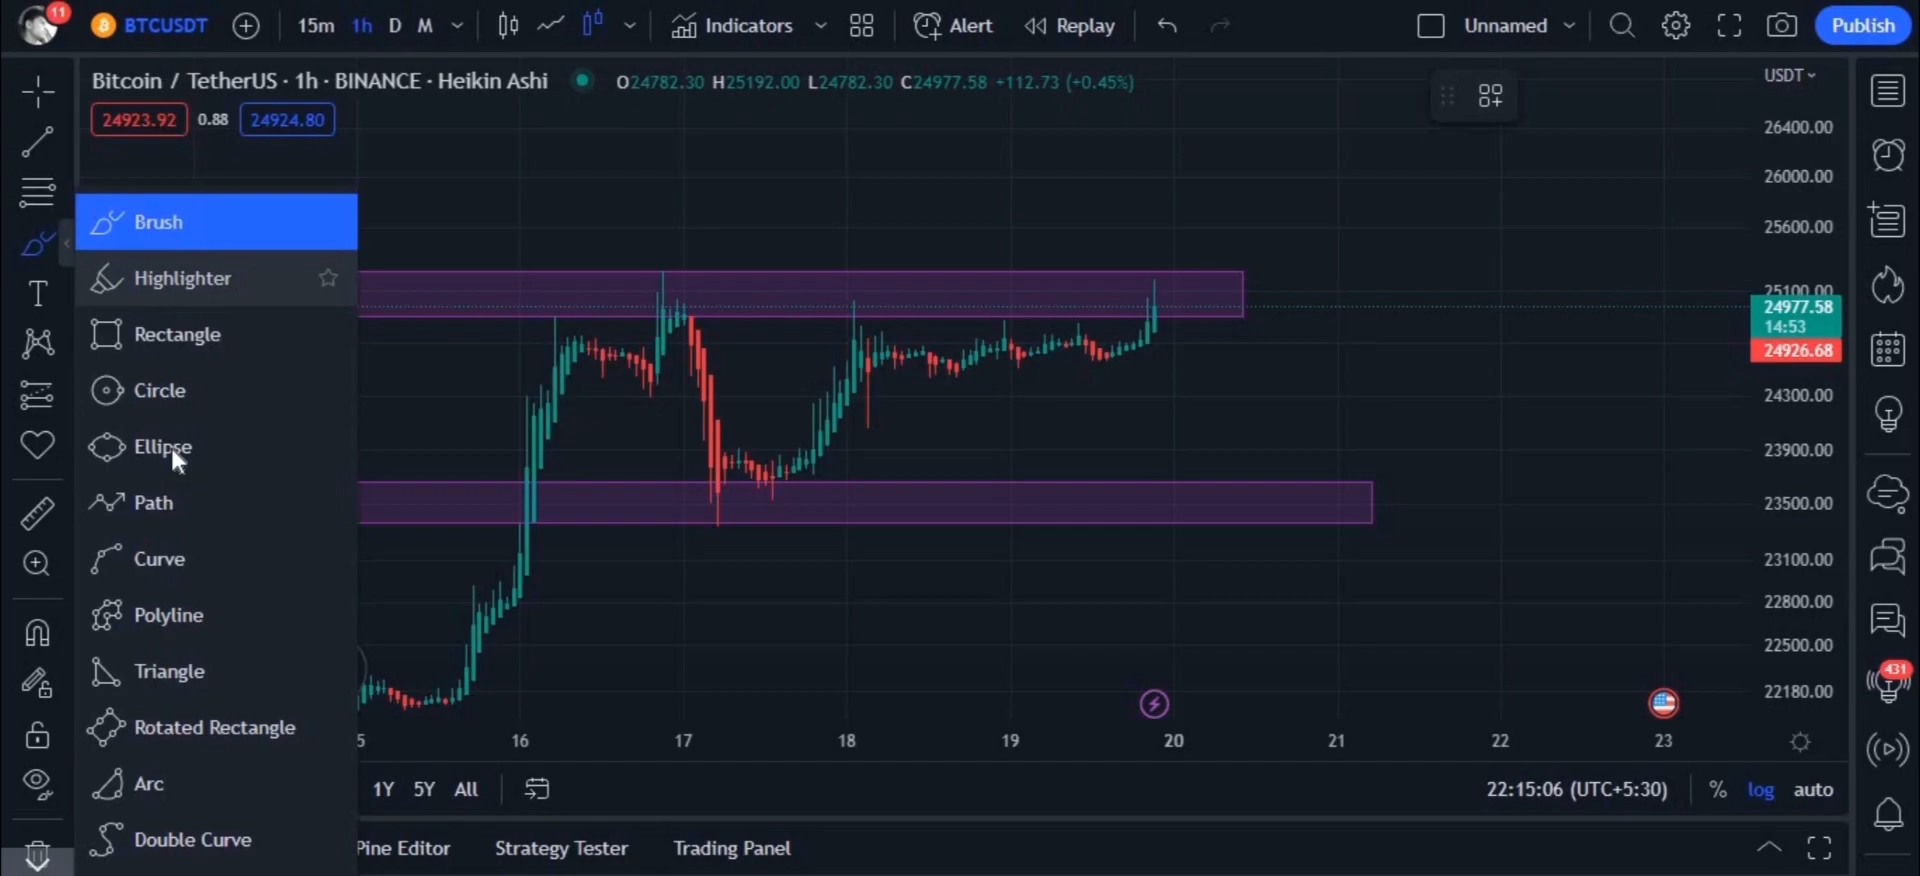 11
BTCUSDT
15m 1h D M
Indicators
Alert
Replay
Unnamed
Publish
Bitcoin / TetherUS · 1h · BINANCE · Heikin Ashi
O24782.30 H25192.00 L24782.30 C24977.58 +112.73 (+0.45%)
USDT
24923.92 0.88 24924.80
26400.00
26000.00
25600.00
25100.00
24977.58
14:53
24926.68
24300.00
23900.00
23500.00
23100.00
22800.00
22500.00
22180.00
Brush
Highlighter
Rectangle
Circle
Ellipse
Path
Curve
Polyline
Triangle
Rotated Rectangle
Arc
Double Curve
T
431
5 16 17 18 19 20 21 22 23
1Y 5Y All
22:15:06 (UTC+5:30) % log auto
Pine Editor Strategy Tester Trading Panel